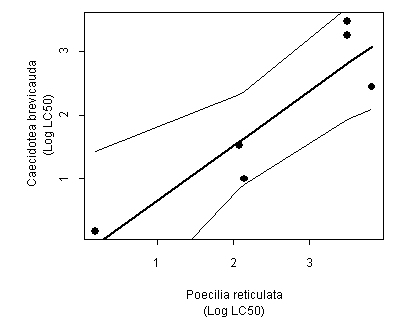 Caecidotea brevicauda
(Log LC50)
3
2
1
1
2
3
Poecilia reticulata
(Log LC50)